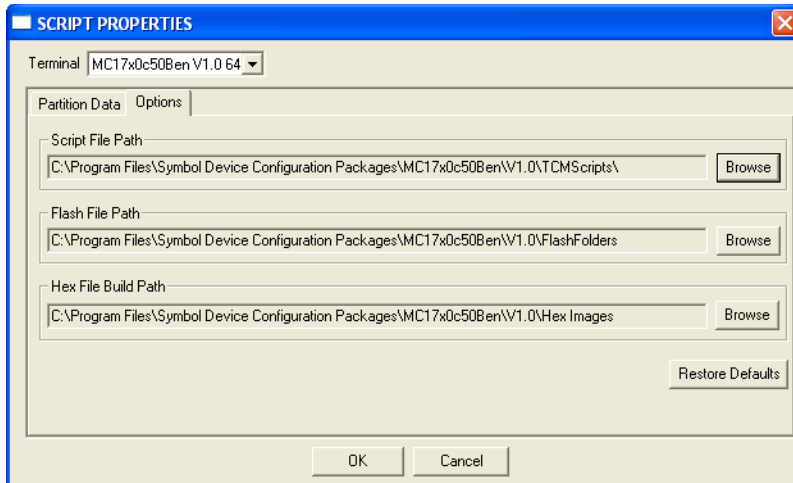 SCRIPT PROPERTIES
Terminal MC17x0c50Ben V1.0 64
Partition Data Options
Script File Path
C:\Program Files\Symbol Device Configuration Packages\MC17x0c50Ben\V1.0\TCMScripts\ Browse
Flash File Path
C:\Program Files\Symbol Device Configuration Packages\MC17x0c50Ben\V1.0\FlashFolders Browse
Hex File Build Path
C:\Program Files\Symbol Device Configuration Packages\MC17x0c50Ben\V1.0\Hex Images Browse
Restore Defaults
OK Cancel